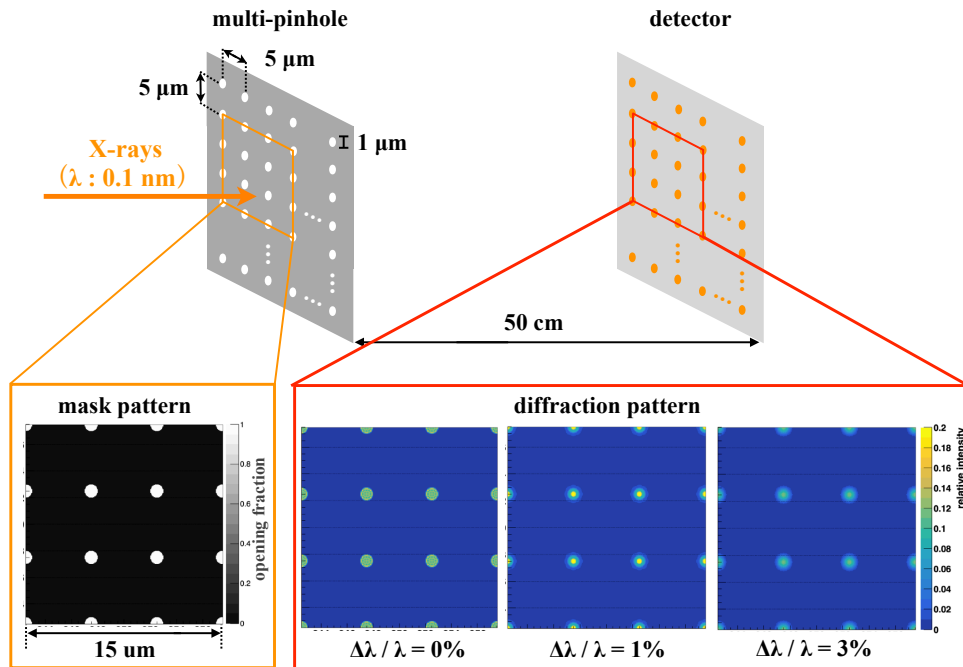 multi-pinhole
detector
5 μm
5 μm
1 μm
X-rays
(λ : 0.1 nm)
50 cm
mask pattern
diffraction pattern
1
0.8
0.6
0.4
0.2
0
opening fraction
15 um
0.2
0.18
0.16
0.14
0.12
0.1
0.08
0.06
0.04
0.02
0
relative intensity
Δλ / λ = 0%
Δλ / λ = 1%
Δλ / λ = 3%